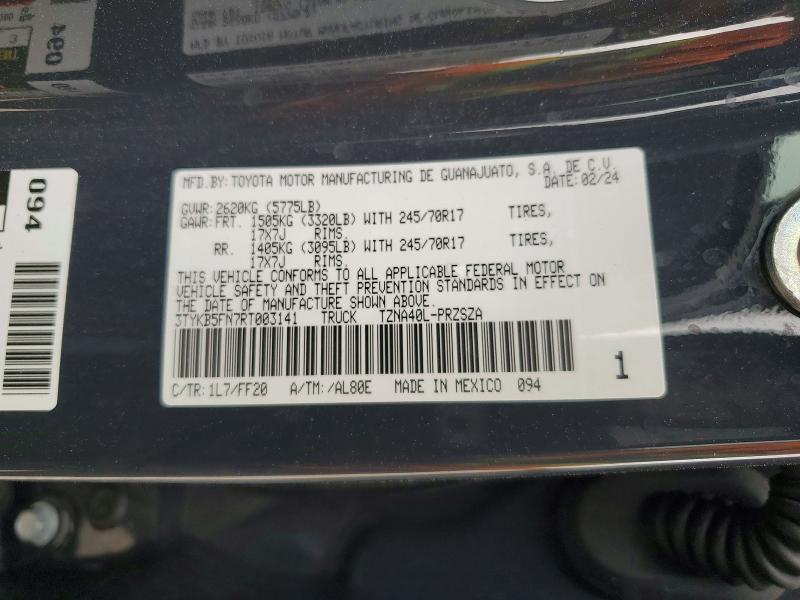 MFD.BY: TOYOTA MOTOR MANUFACTURING DE GUANAJUATO, S.A. DE C.V.
DATE: 02/24
GVWR: 2620KG (5775LB)
GAWR: FRT. 1505KG (3320LB) WITH 245/70R17 TIRES,
17X7J RIMS.
RR. 1405KG (3095LB) WITH 245/70R17 TIRES,
17X7J RIMS.
THIS VEHICLE CONFORMS TO ALL APPLICABLE FEDERAL MOTOR
VEHICLE SAFETY AND THEFT PREVENTION STANDARDS IN EFFECT ON
THE DATE OF MANUFACTURE SHOWN ABOVE.
3TYKB5FN7RT003141 TRUCK TZNA40L-PRZSZA
C/TR: 1L7/FF20 A/TM: /AL80E MADE IN MEXICO 094 1
094